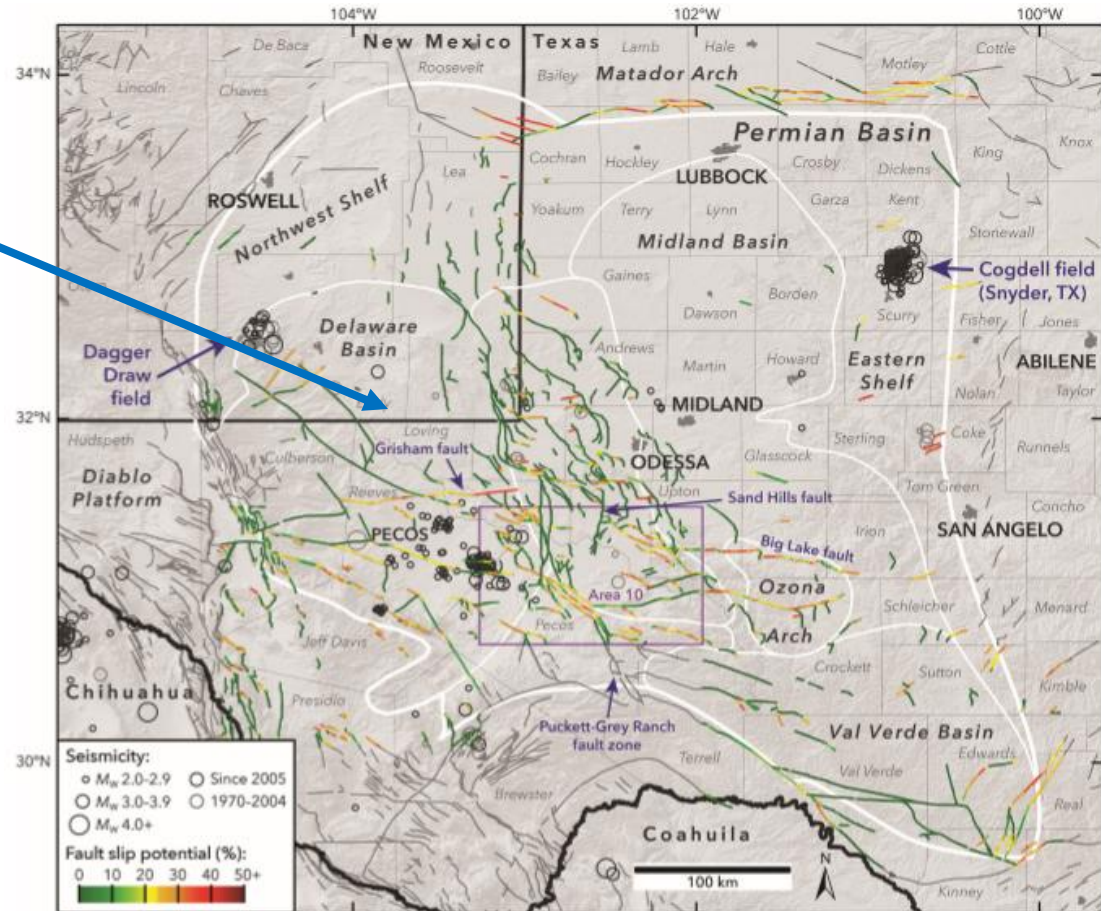 104°W
102°W
100°W
34°N
32°N
30°N
New Mexico
Texas
De Baca
Roosevelt
Lincoln
Chaves
Lamb
Hale
Bailey
Matador Arch
Motley
Cottle
Permian Basin
Cochran
Hockley
Crosby
LUBBOCK
Dickens
King
Knox
ROSWELL
Northwest Shelf
Lea
Yoakum
Terry
Lynn
Garza
Kent
Stonewall
Midland Basin
Gaines
Dawson
Borden
Cogdell field
(Snyder, TX)
Scurry
Fisher
Jones
Dagger
Draw
field
Delaware
Basin
Andrews
Martin
Howard
Eastern
Shelf
ABILENE
Nolan
Taylor
MIDLAND
Hudspeth
Culberson
Loving
Grisham fault
ODESSA
Glasscock
Sterling
Coke
Runnels
Diablo
Platform
Reeves
Upton
Sand Hills fault
Tom Green
Concho
PECOS
Irion
SAN ANGELO
Big Lake fault
Area 10
Ozona
Arch
Pecos
Schleicher
Menard
Jeff Davis
Crockett
Sutton
Kimble
Chihuahua
Presidio
Puckett-Grey Ranch
fault zone
Val Verde Basin
Terrell
Val Verde
Edwards
Real
Brewster
Coahuila
Kinney
N
100 km
Seismicity:
Mw 2.0-2.9
Since 2005
Mw 3.0-3.9
1970-2004
Mw 4.0+
Fault slip potential (%):
0 10 20 30 40 50+